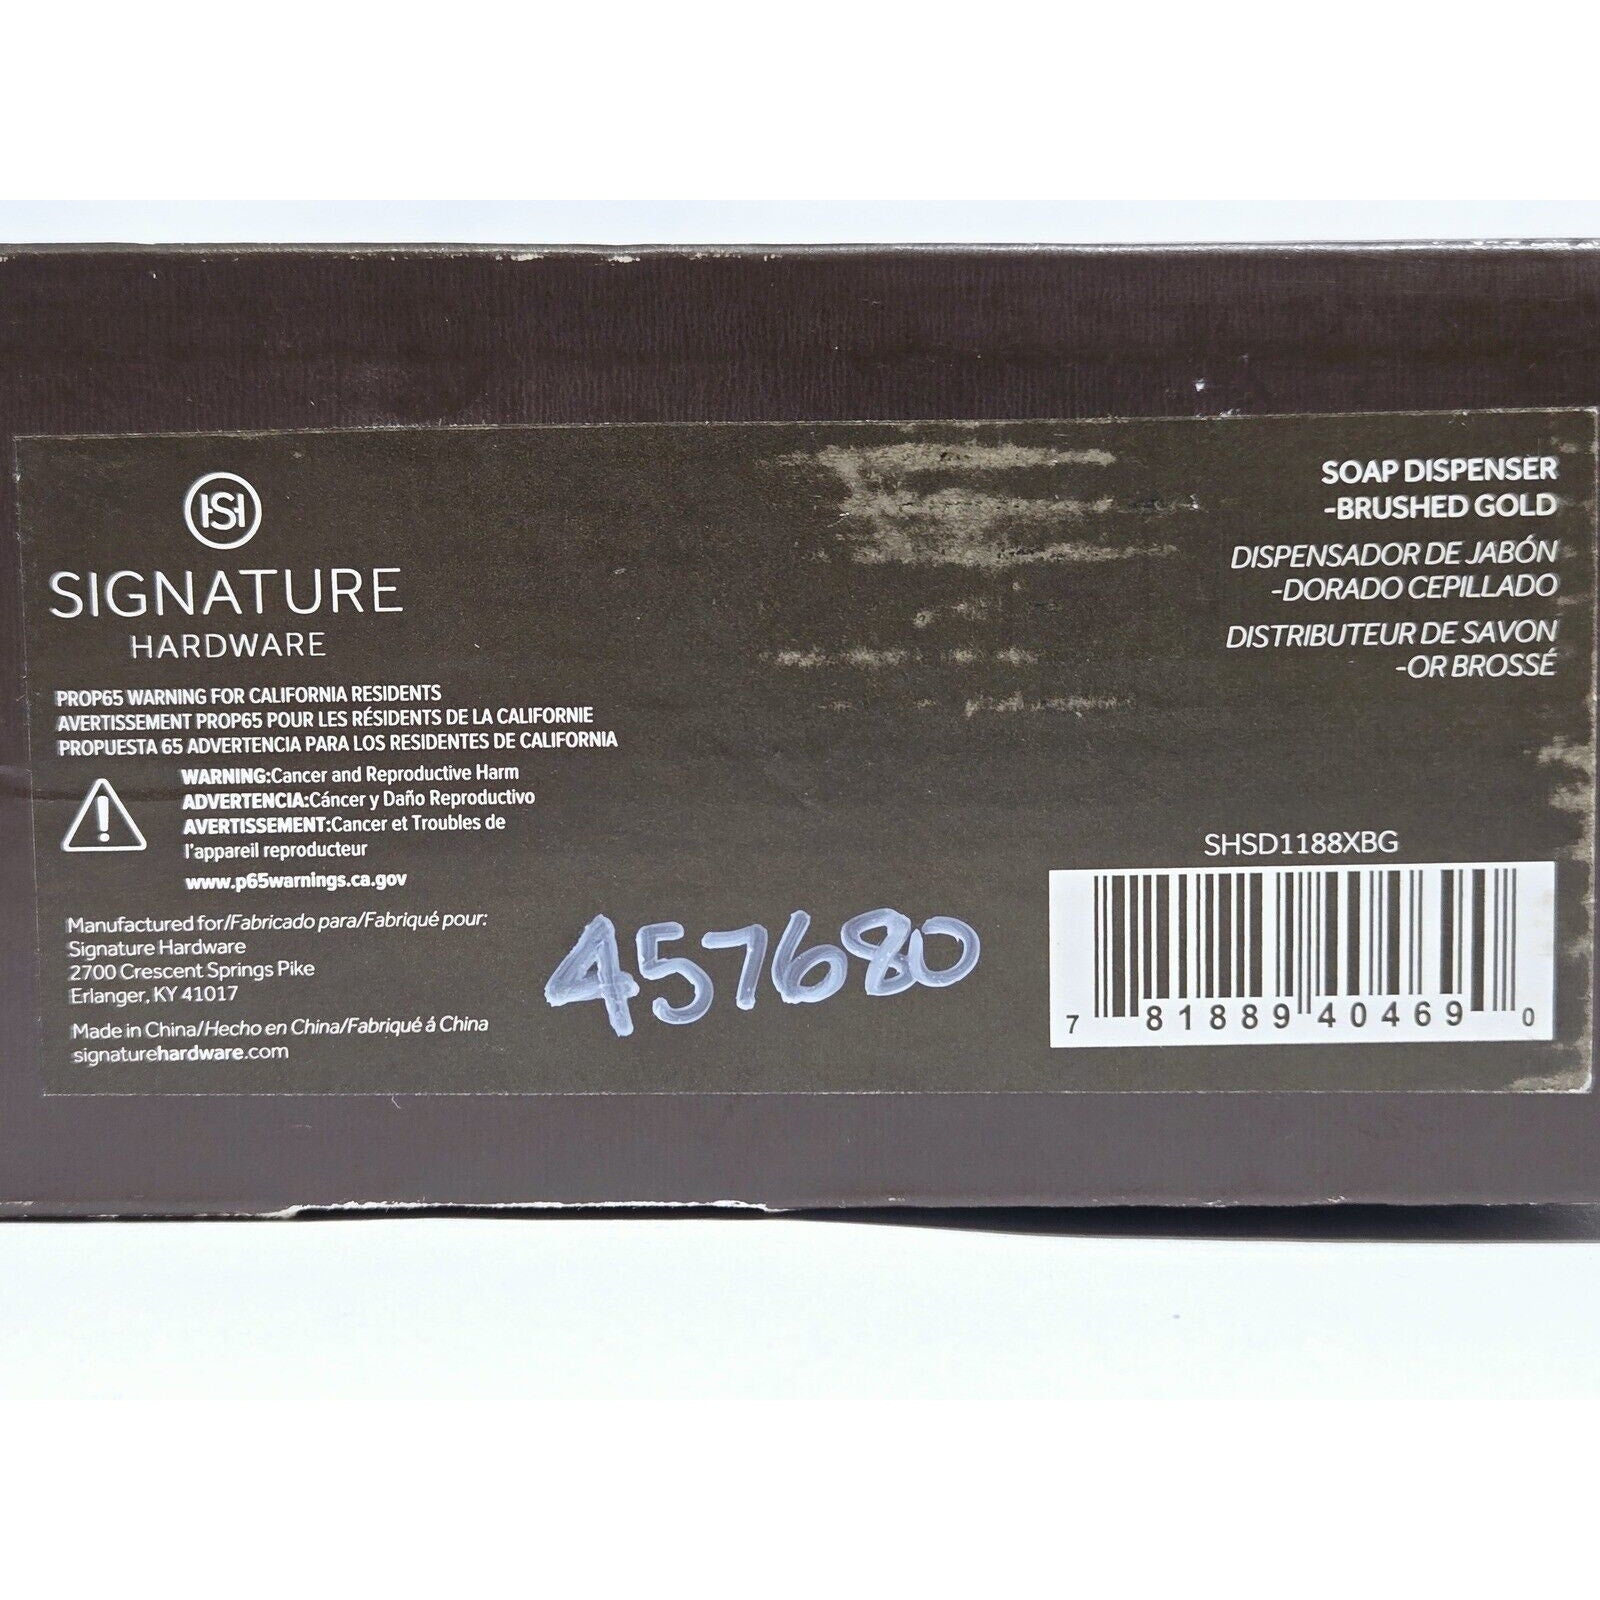 SIGNATURE
HARDWARE
PROP65 WARNING FOR CALIFORNIA RESIDENTS
AVERTISSEMENT PROP65 POUR LES RÉSIDENTS DE LA CALIFORNIE
PROPUESTA 65 ADVERTENCIA PARA LOS RESIDENTES DE CALIFORNIA
WARNING:Cancer and Reproductive Harm
ADVERTENCIA:Cáncer y Daño Reproductivo
AVERTISSEMENT:Cancer et Troubles de
l'appareil reproducteur
www.p65warnings.ca.gov
Manufactured for/Fabricado para/Fabriqué pour:
Signature Hardware
2700 Crescent Springs Pike
Erlanger, KY 41017
Made in China/Hecho en China/Fabriqué á China
signaturehardware.com
457680
SOAP DISPENSER
-BRUSHED GOLD
DISPENSADOR DE JABÓN
-DORADO CEPILLADO
DISTRIBUTEUR DE SAVON
-OR BROSSÉ
SHSD1188XBG
7 81889 40469 0